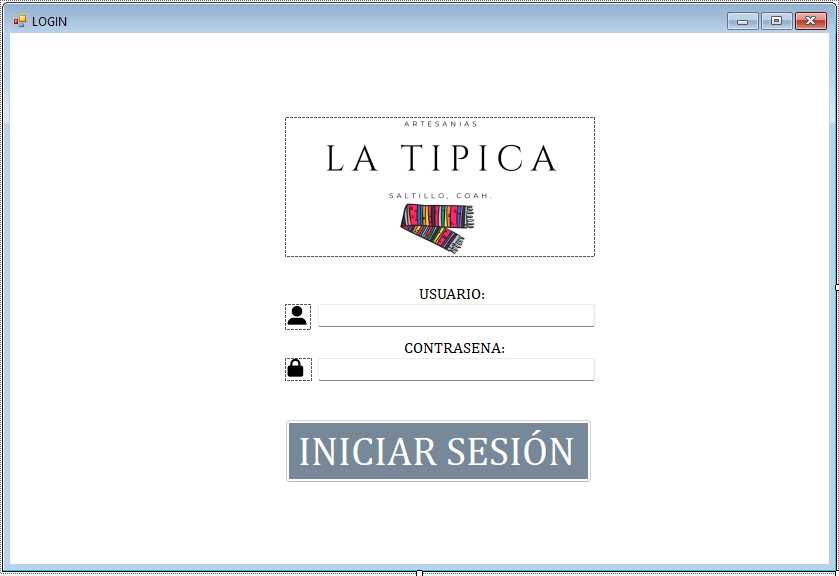 LOGIN
ARTESANIAS
LA TIPICA
SALTILLO, COAH.
USUARIO:
CONTRASENA:
INICIAR SESIÓN